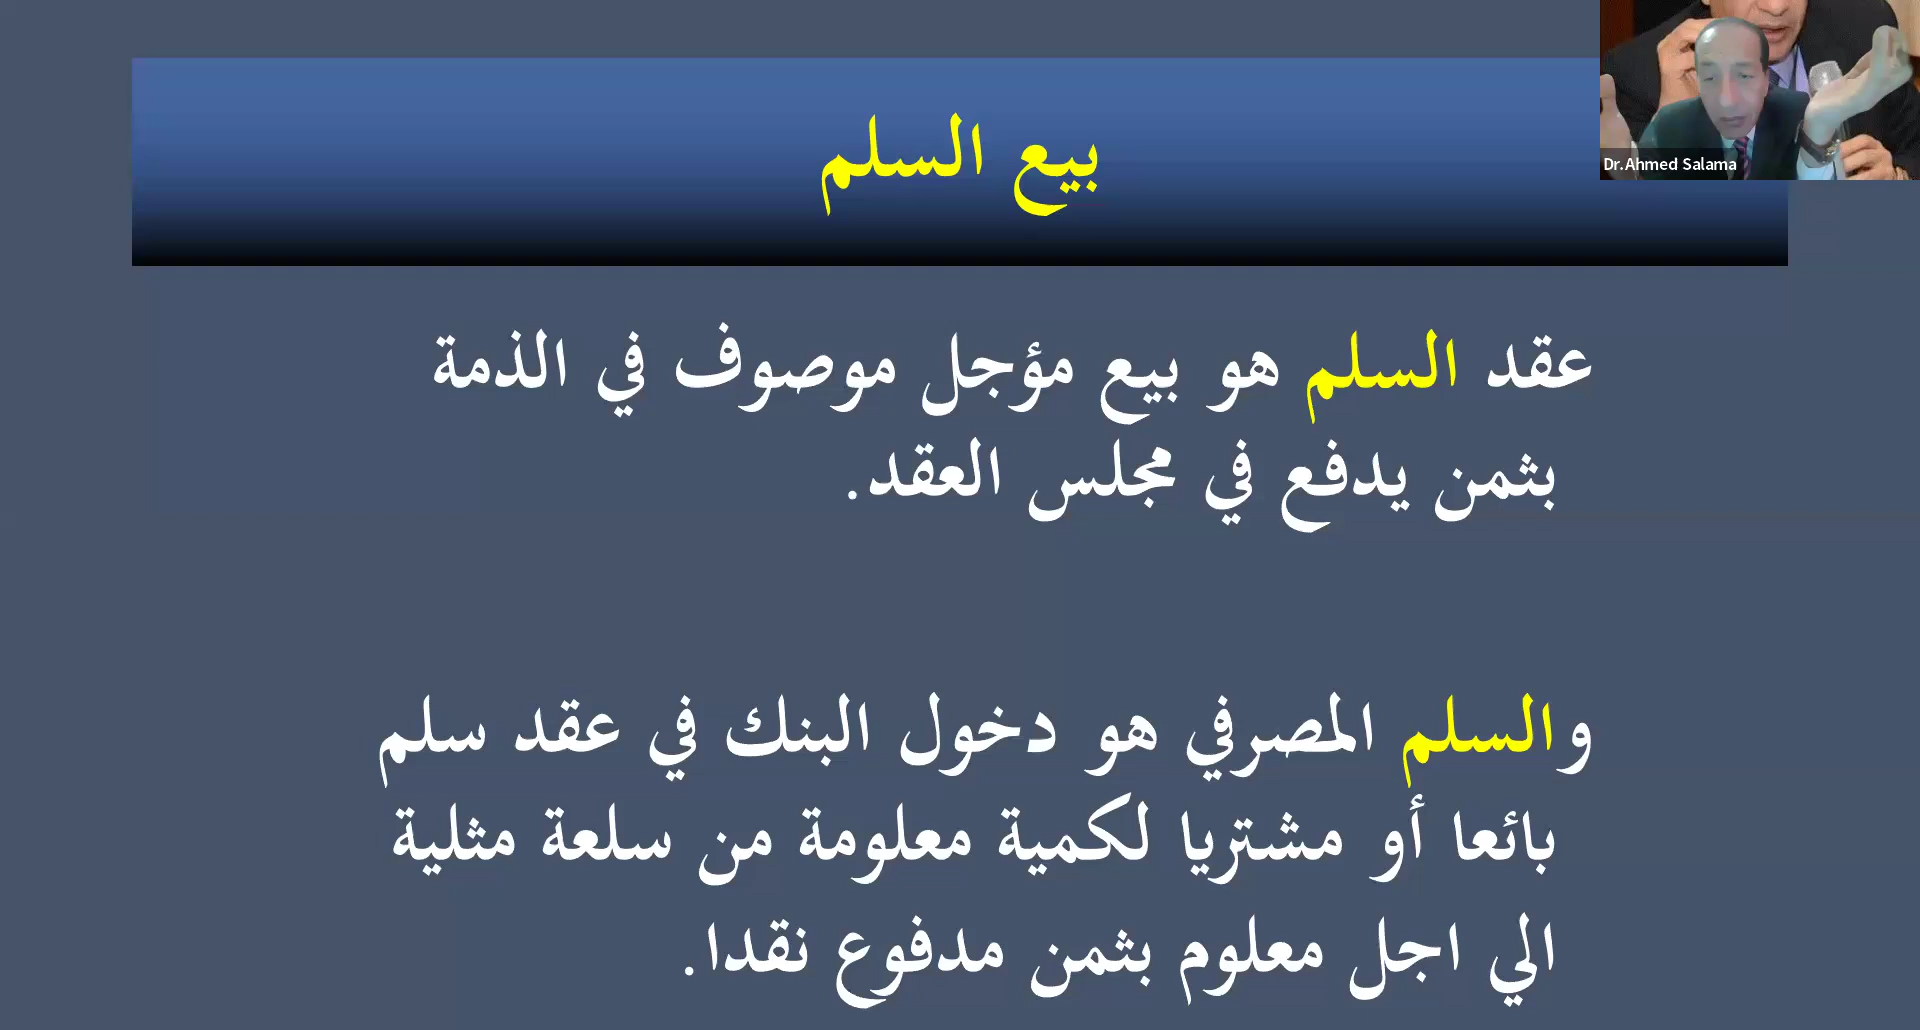 Dr.Ahmed Salama
بيع السلم
عقد السلم هو بيع مؤجل موصوف في الذمة
بثمن يدفع في مجلس العقد.
والسلم المصرفي هو دخول البنك في عقد سلم
بائعا أو مشتريا لكمية معلومة من سلعة مثلية
الي اجل معلوم بثمن مدفوع نقدا.